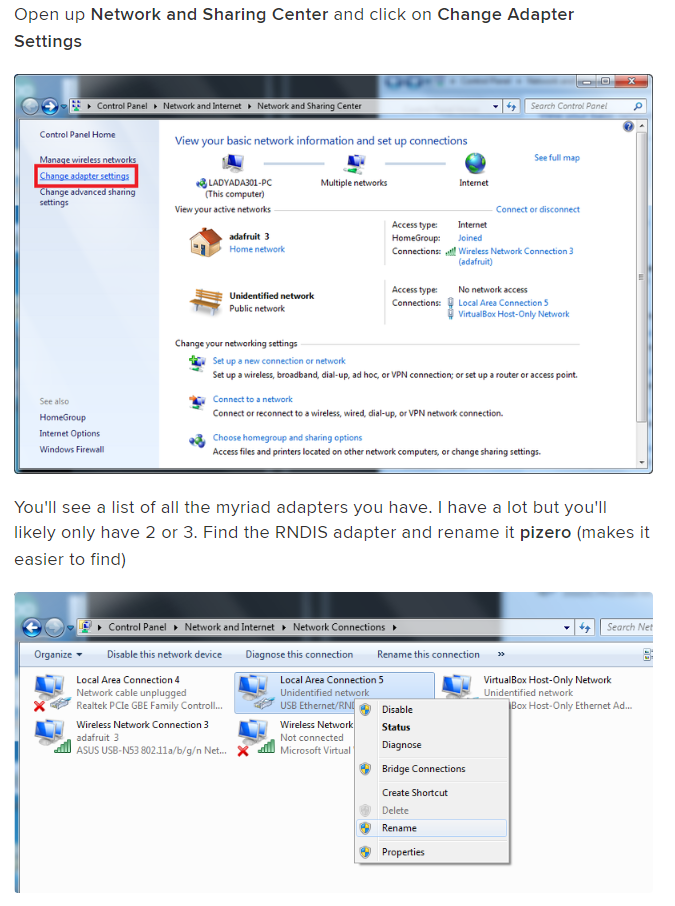 Open up Network and Sharing Center and click on Change Adapter
Settings
Control Panel
Network and Internet
Network and Sharing Center
Search Control Panel
Control Panel Home
Manage wireless networks
Change adapter settings
Change advanced sharing
settings
See also
HomeGroup
Internet Options
Windows Firewall
View your basic network information and set up connections
See full map
LADYADA301-PC
(This computer)
Multiple networks
Internet
View your active networks
Connect or disconnect
adafruit 3
Home network
Access type: Internet
HomeGroup: Joined
Connections: Wireless Network Connection 3
(adafruit)
Unidentified network
Public network
Access type: No network access
Connections: Local Area Connection 5
VirtualBox Host-Only Network
Change your networking settings
Set up a new connection or network
Set up a wireless, broadband, dial-up, ad hoc, or VPN connection; or set up a router or access point.
Connect to a network
Connect or reconnect to a wireless, wired, dial-up, or VPN network connection.
Choose homegroup and sharing options
Access files and printers located on other network computers, or change sharing settings.
You'll see a list of all the myriad adapters you have. I have a lot but you'll
likely only have 2 or 3. Find the RNDIS adapter and rename it pizero (makes it
easier to find)
Control Panel
Network and Internet
Network Connections
Search Net
Organize
Disable this network device
Diagnose this connection
Rename this connection
»
Local Area Connection 4
Network cable unplugged
Realtek PCIe GBE Family Controll...
Local Area Connection 5
Unidentified network
USB Ethernet/RND
VirtualBox Host-Only Network
Unidentified network
Box Host-Only Ethernet Ad...
Wireless Network Connection 3
adafruit 3
ASUS USB-N53 802.11a/b/g/n Net...
Wireless Network
Not connected
Microsoft Virtual
Disable
Status
Diagnose
Bridge Connections
Create Shortcut
Delete
Rename
Properties